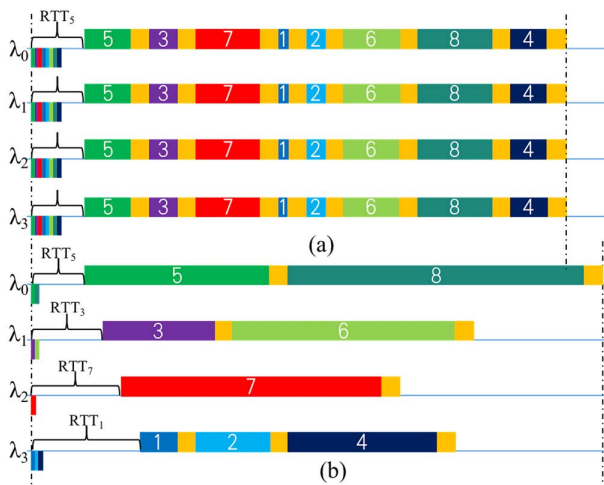 RTT5
λ0 5 3 7 1 2 6 8 4
λ1 5 3 7 1 2 6 8 4
λ2 5 3 7 1 2 6 8 4
λ3 5 3 7 1 2 6 8 4
(a)
RTT5
λ0 5 8
RTT3
λ1 3 6
RTT7
λ2 7
RTT1
λ3 1 2 4
(b)